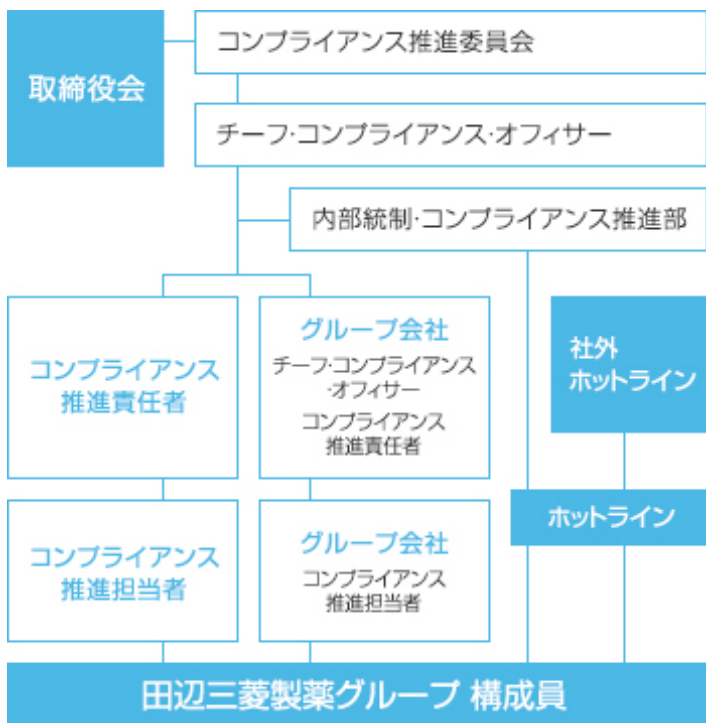 コンプライアンス推進委員会
取締役会
チーフ・コンプライアンス・オフィサー
内部統制・コンプライアンス推進部
コンプライアンス
推進責任者
グループ会社
チーフ・コンプライアンス
・オフィサー
コンプライアンス
推進責任者
社外
ホットライン
ホットライン
コンプライアンス
推進担当者
グループ会社
コンプライアンス
推進担当者
田辺三菱製薬グループ 構成員